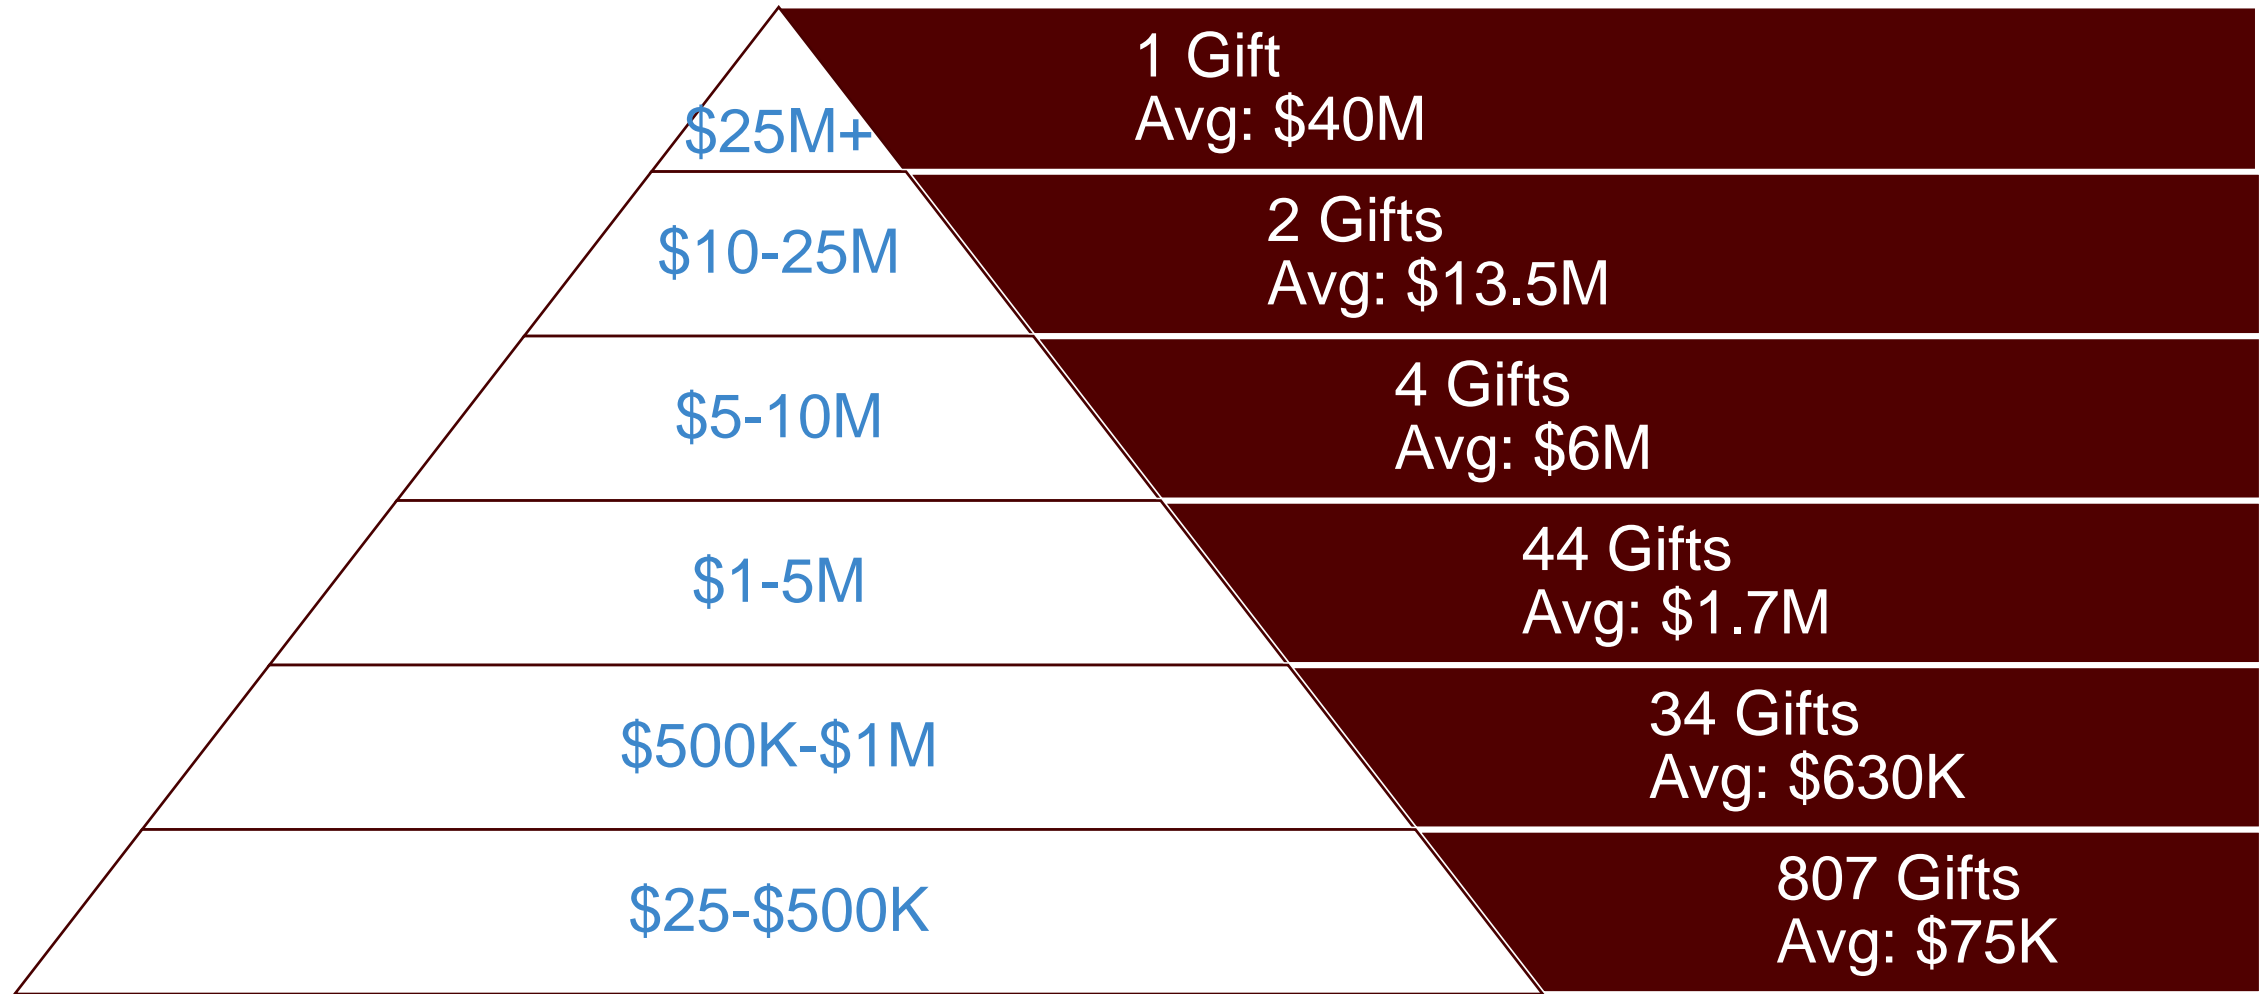 $25M+
1 Gift
Avg: $40M
$10-25M
2 Gifts
Avg: $13.5M
$5-10M
4 Gifts
Avg: $6M
$1-5M
44 Gifts
Avg: $1.7M
$500K-$1M
34 Gifts
Avg: $630K
$25-$500K
807 Gifts
Avg: $75K